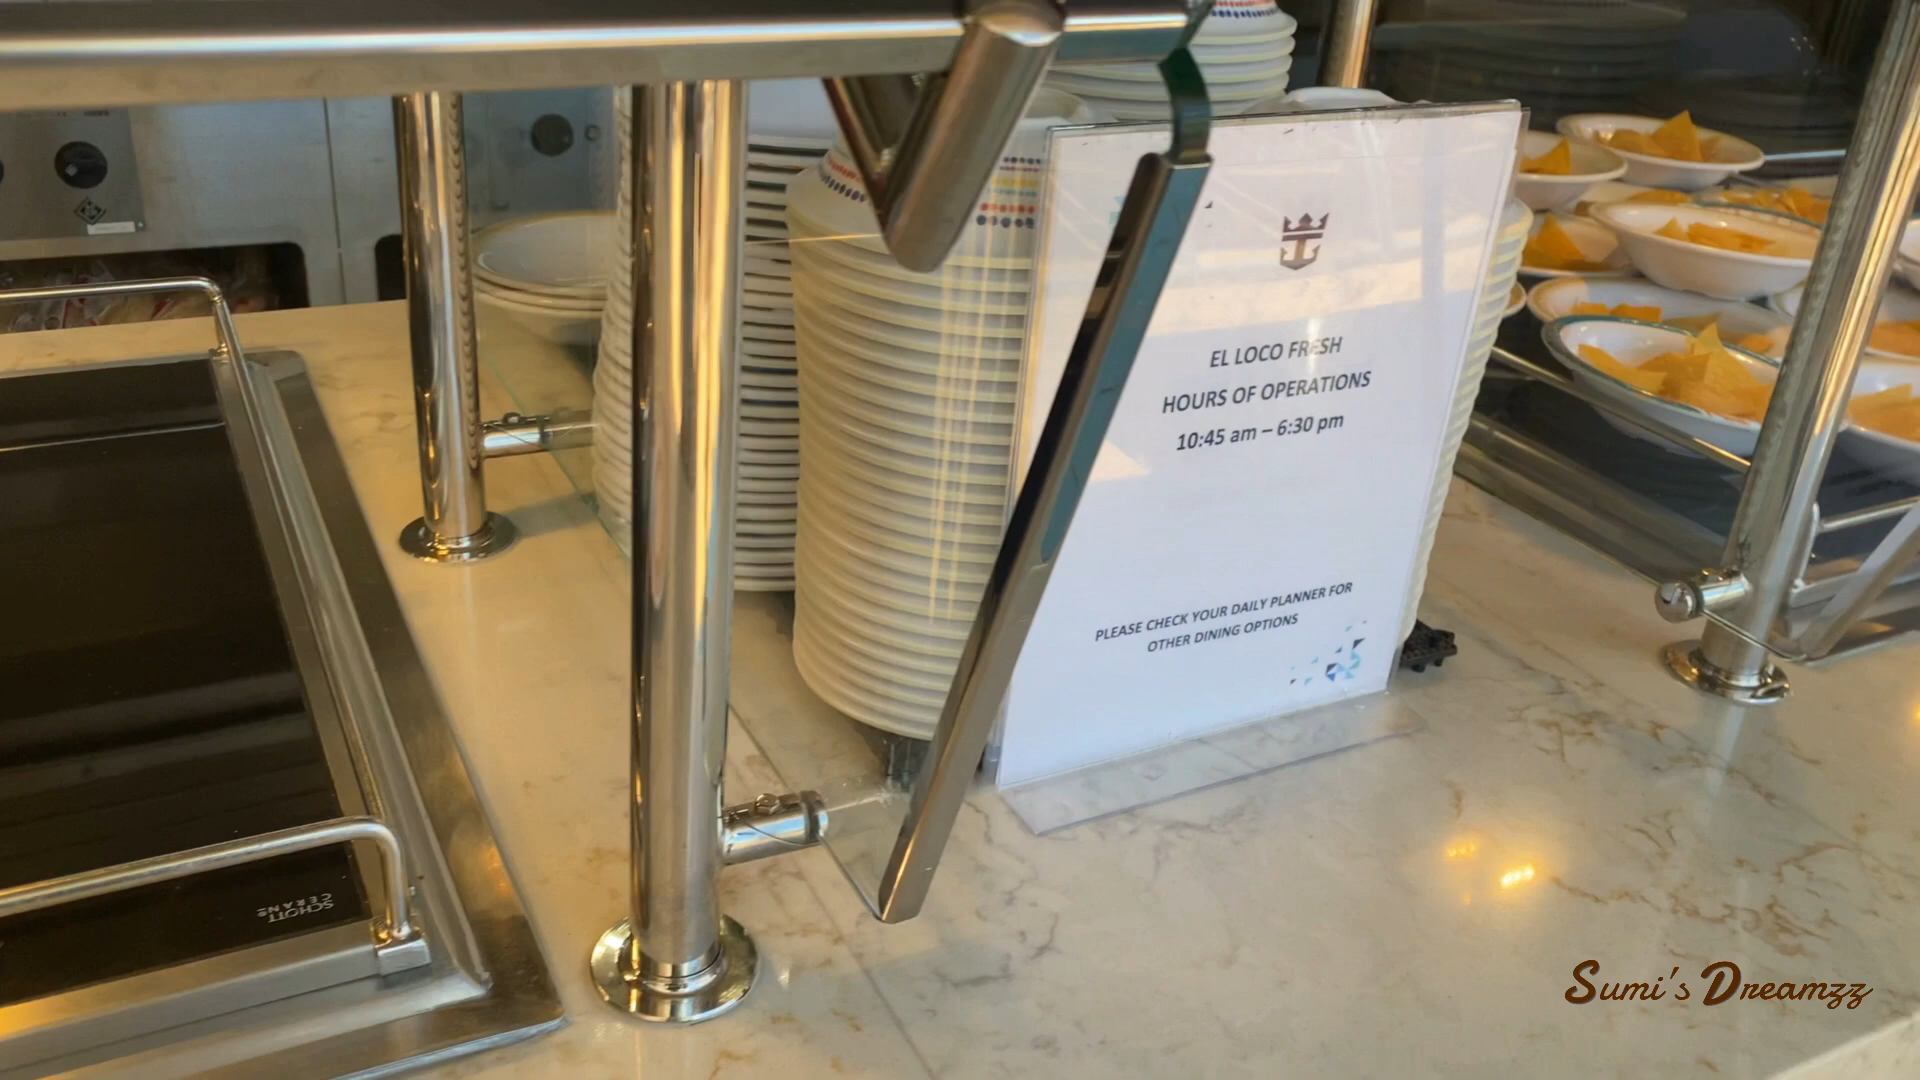 EL LOCO FRESH
HOURS OF OPERATIONS
10:45 am – 6:30 pm
PLEASE CHECK YOUR DAILY PLANNER FOR
OTHER DINING OPTIONS
SCHOTT
CERAN®
Sumi's Dreamzz